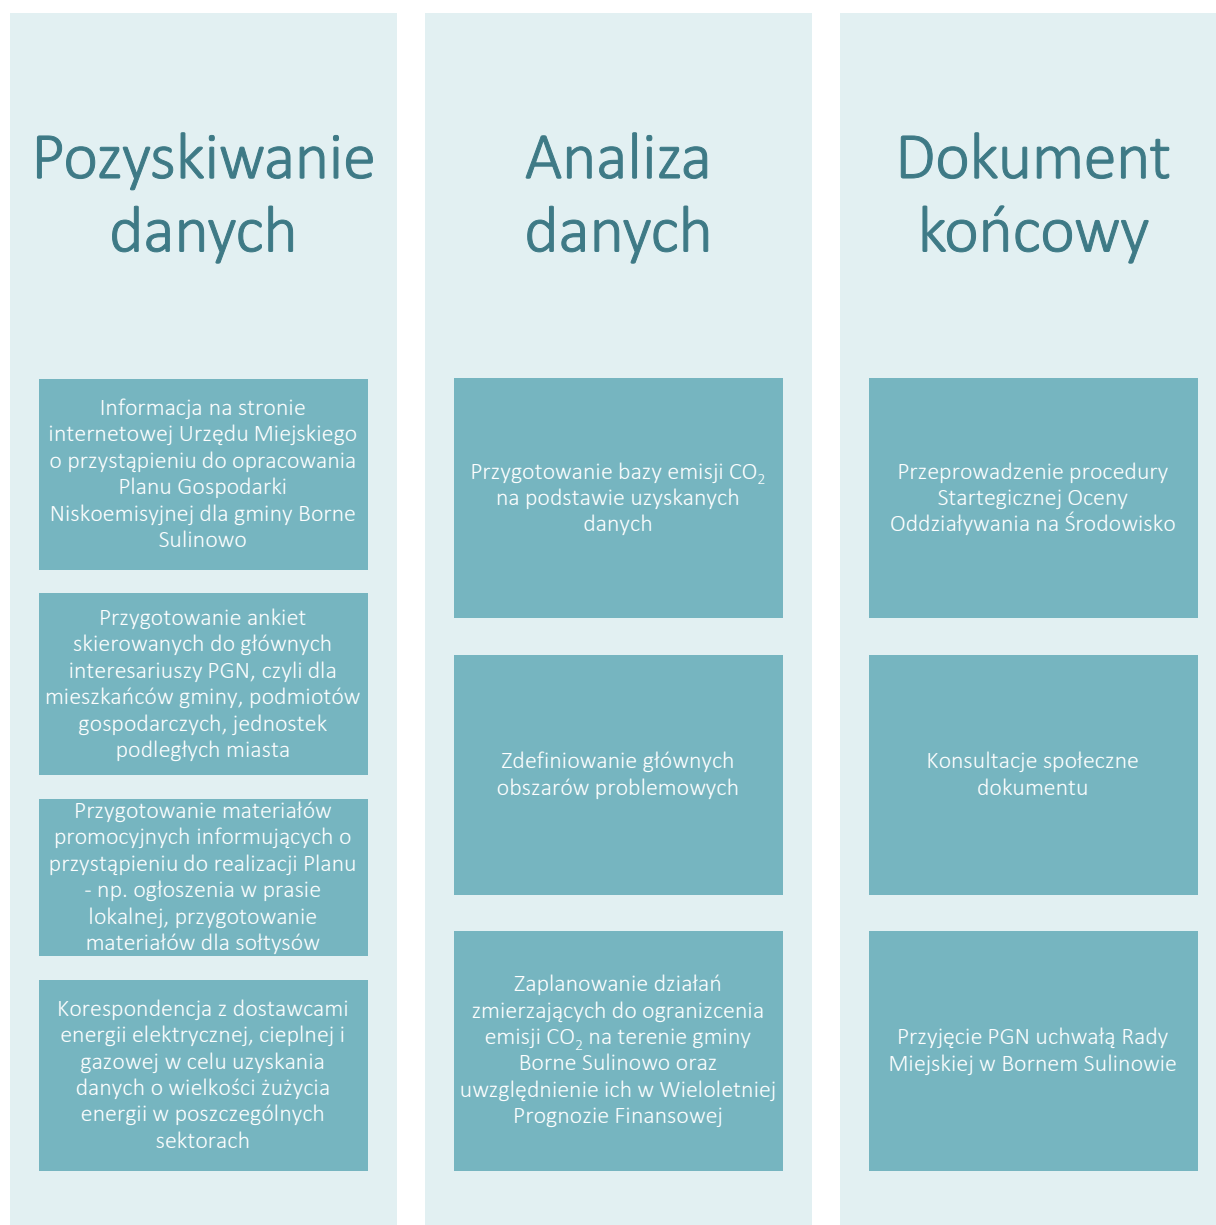 Pozyskiwanie
danych
Informacja na stronie
internetowej Urzędu Miejskiego
o przystąpieniu do opracowania
Planu Gospodarki
Niskoemisyjnej dla gminy Borne
Sulinowo
Przygotowanie ankiet
skierowanych do głównych
interesariuszy PGN, czyli dla
mieszkańców gminy, podmiotów
gospodarczych, jednostek
podległych miasta
Przygotowanie materiałów
promocyjnych informujących o
przystąpieniu do realizacji Planu
- np. ogłoszenia w prasie
lokalnej, przygotowanie
materiałów dla sołtysów
Korespondencja z dostawcami
energii elektrycznej, cieplnej i
gazowej w celu uzyskania
danych o wielkości żużycia
energii w poszczególnych
sektorach
Analiza
danych
Przygotowanie bazy emisji CO₂
na podstawie uzyskanych
danych
Zdefiniowanie głównych
obszarów problemowych
Zaplanowanie działań
zmierzających do ogranizcenia
emisji CO₂ na terenie gminy
Borne Sulinowo oraz
uwzględnienie ich w Wieloletniej
Prognozie Finansowej
Dokument
końcowy
Przeprowadzenie procedury
Startegicznej Oceny
Oddziaływania na Środowisko
Konsultacje społeczne
dokumentu
Przyjęcie PGN uchwałą Rady
Miejskiej w Bornem Sulinowie